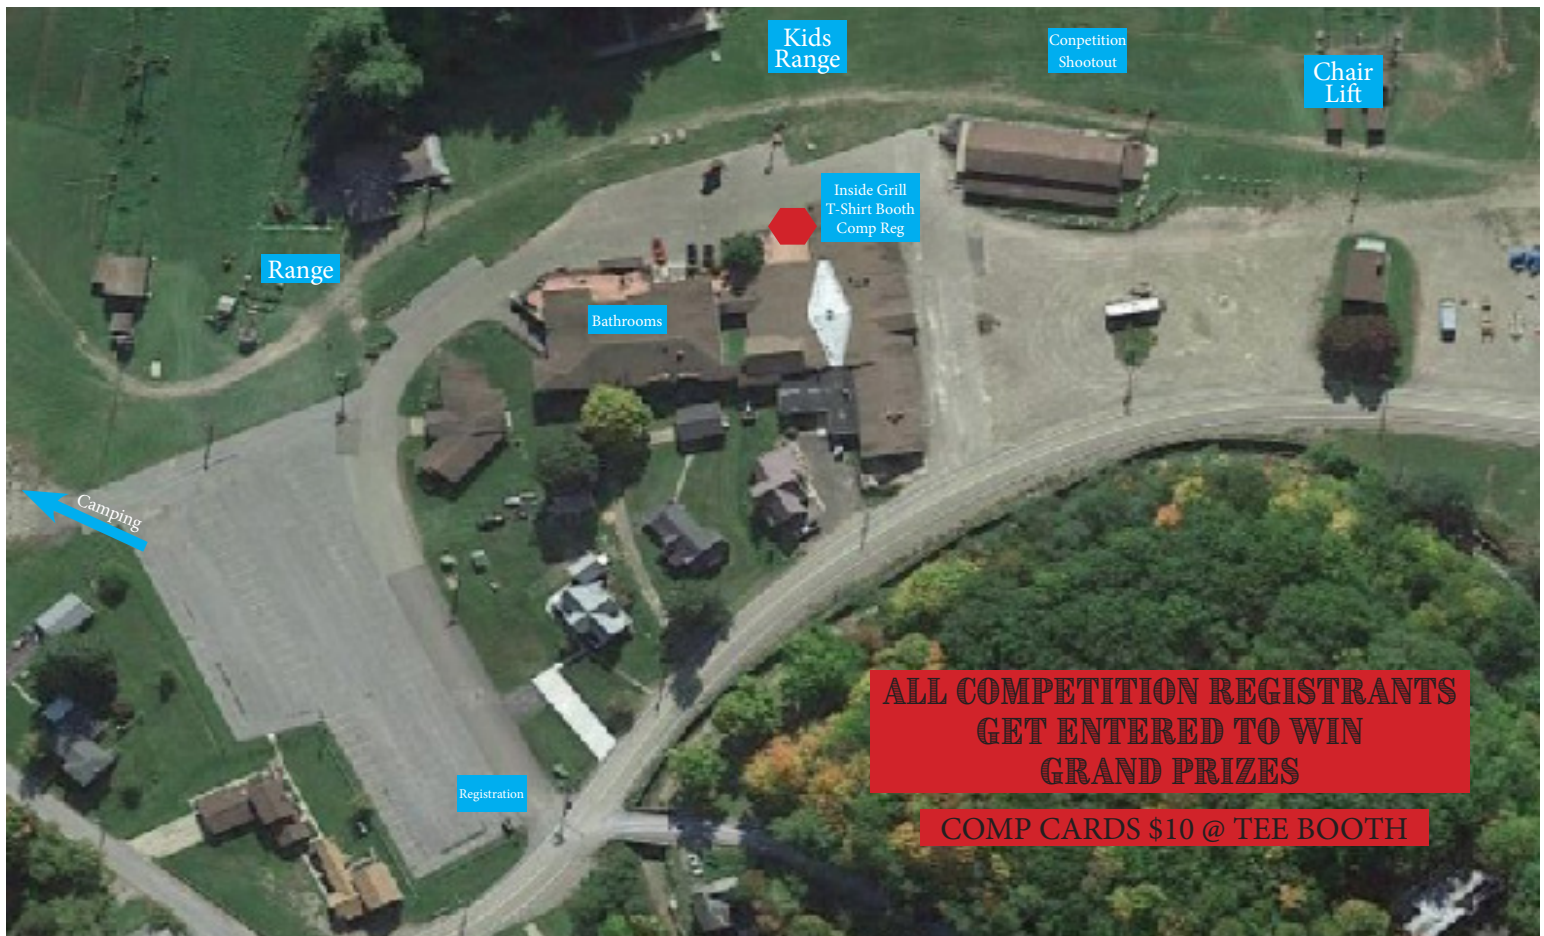 Kids
Range
Conpetition
Shootout
Chair
Lift
Inside Grill
T-Shirt Booth
Comp Reg
Range
Bathrooms
Camping
ALL COMPETITION REGISTRANTS
GET ENTERED TO WIN
GRAND PRIZES
Registration
COMP CARDS $10 @ TEE BOOTH